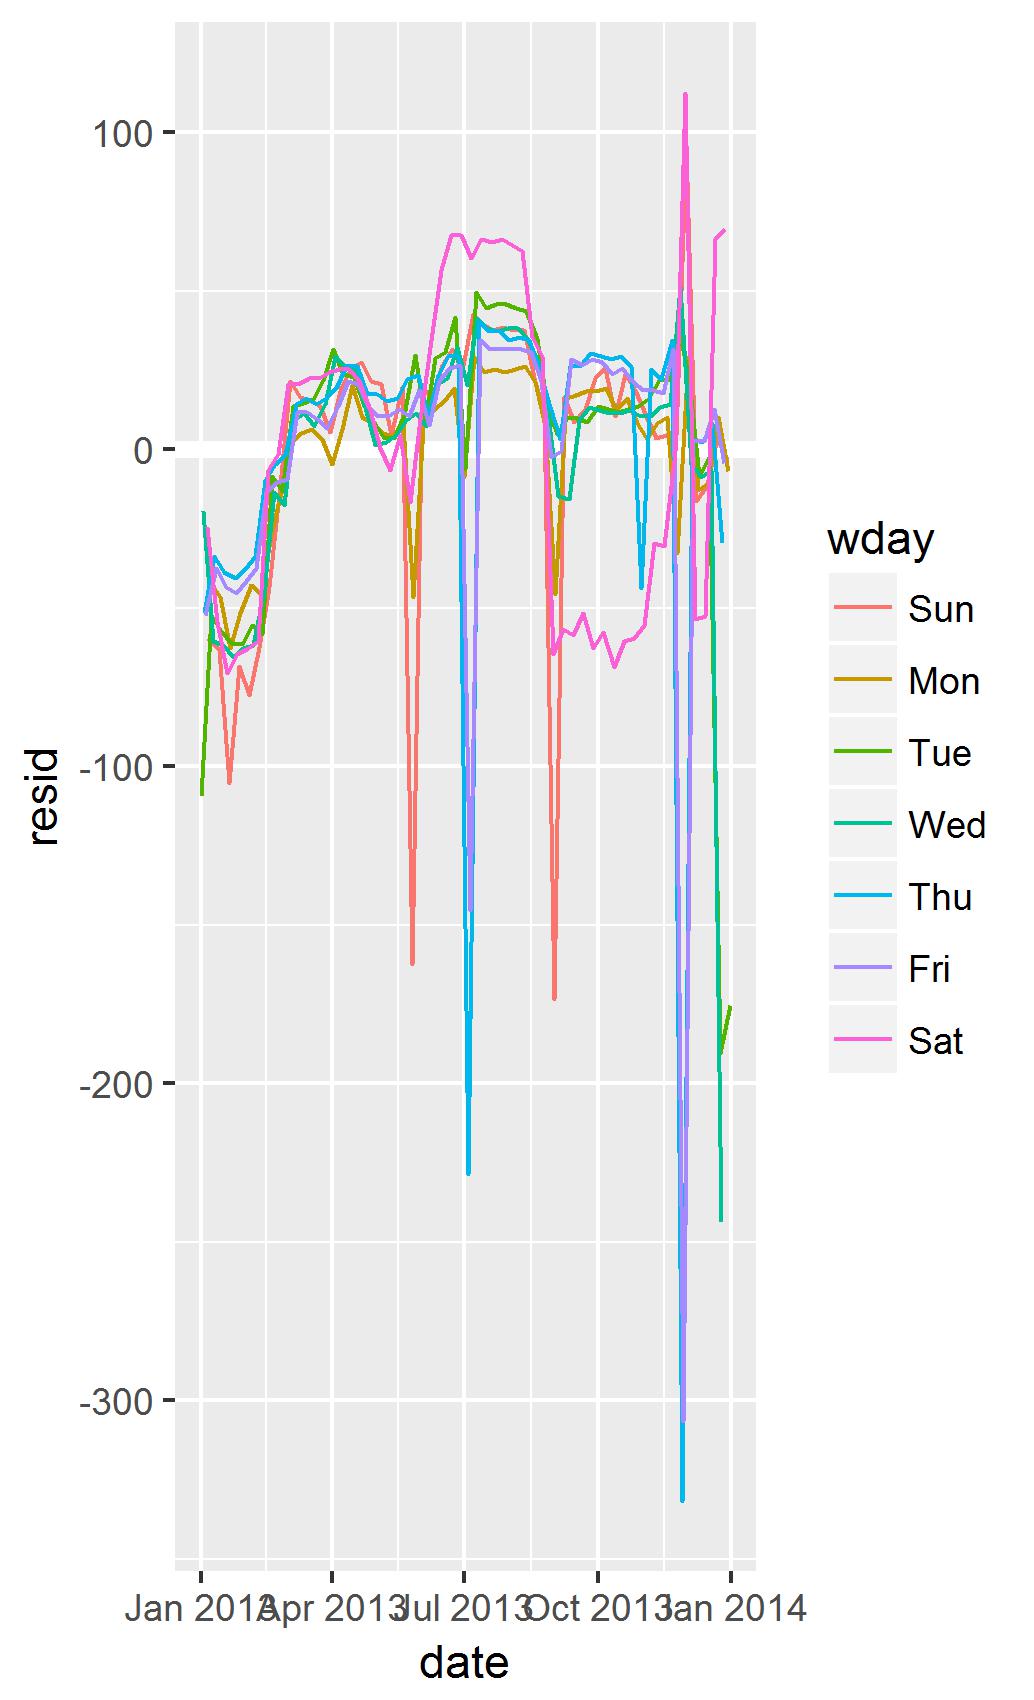 100
0
-100
-200
-300
resid
Jan 2013 Apr 2013 Jul 2013 Oct 2013 Jan 2014
date
wday
Sun
Mon
Tue
Wed
Thu
Fri
Sat